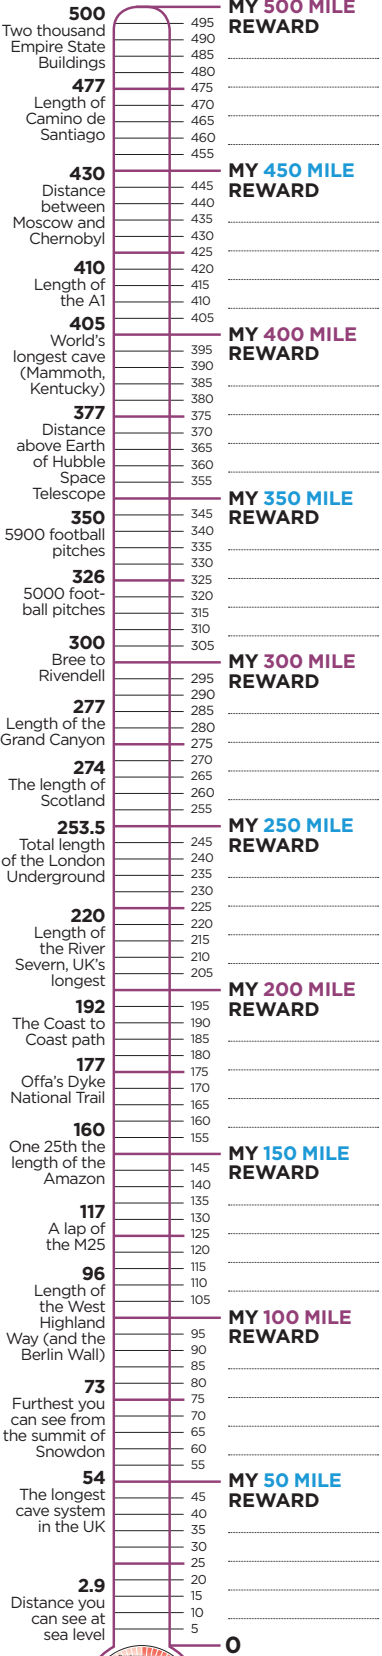 500
Two thousand
Empire State
Buildings
477
Length of
Camino de
Santiago
430
Distance
between
Moscow and
Chernobyl
410
Length of
the A1
405
World's
longest cave
(Mammoth,
Kentucky)
377
Distance
above Earth
of Hubble
Space
Telescope
350
5900 football
pitches
326
5000 foot-
ball pitches
300
Bree to
Rivendell
277
Length of the
Grand Canyon
274
The length of
Scotland
253.5
Total length
of the London
Underground
220
Length of
the River
Severn, UK's
longest
192
The Coast to
Coast path
177
Offa's Dyke
National Trail
160
One 25th the
length of the
Amazon
117
A lap of
the M25
96
Length of
the West
Highland
Way (and the
Berlin Wall)
73
Furthest you
can see from
the summit of
Snowdon
54
The longest
cave system
in the UK
2.9
Distance you
can see at
sea level
495
490
485
480
475
470
465
460
455
445
440
435
430
425
420
415
410
405
395
390
385
380
375
370
365
360
355
345
340
335
330
325
320
315
310
305
295
290
285
280
275
270
265
260
255
245
240
235
230
225
220
215
210
205
195
190
185
180
175
170
165
160
155
145
140
135
130
125
120
115
110
105
95
90
85
80
75
70
65
60
55
45
40
35
30
25
20
15
10
5
0
MY 500 MILE
REWARD
MY 450 MILE
REWARD
MY 400 MILE
REWARD
MY 350 MILE
REWARD
MY 300 MILE
REWARD
MY 250 MILE
REWARD
MY 200 MILE
REWARD
MY 150 MILE
REWARD
MY 100 MILE
REWARD
MY 50 MILE
REWARD